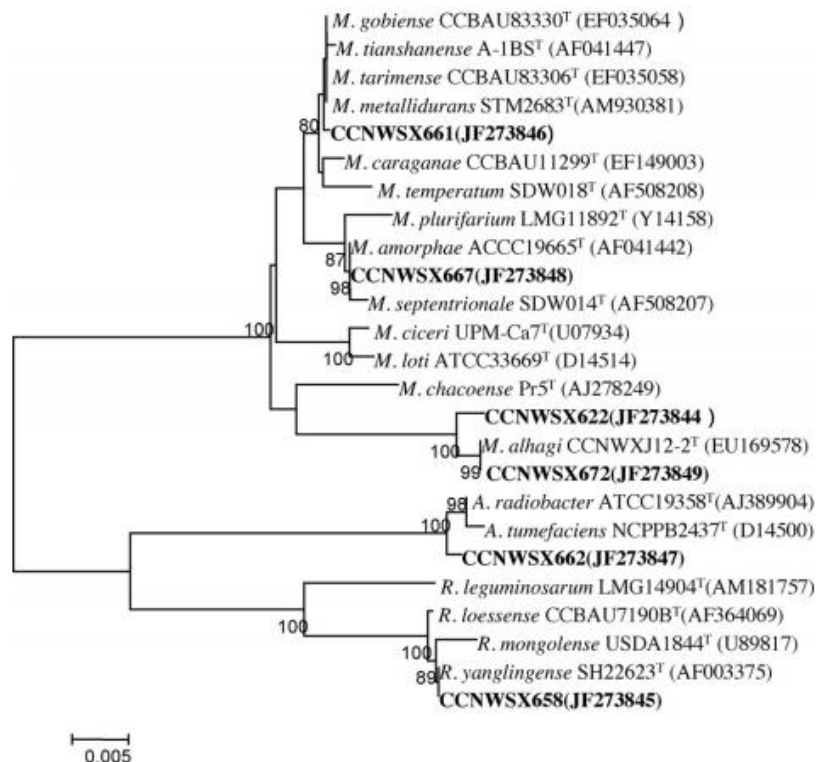 M. gobiense CCBAU83330ᵀ (EF035064 )
M. tianshanense A-1BSᵀ (AF041447)
M. tarimense CCBAU83306ᵀ (EF035058)
M. metallidurans STM2683ᵀ(AM930381)
80
CCNWSX661(JF273846)
M. caraganae CCBAU11299ᵀ (EF149003)
M. temperatum SDW018ᵀ (AF508208)
M. plurifarium LMG11892ᵀ (Y14158)
M. amorphae ACCC19665ᵀ (AF041442)
87
CCNWSX667(JF273848)
98
M. septentrionale SDW014ᵀ (AF508207)
100
M. ciceri UPM-Ca7ᵀ(U07934)
100
M. loti ATCC33669ᵀ (D14514)
M. chacoense Pr5ᵀ (AJ278249)
CCNWSX622(JF273844 )
100
M. alhagi CCNWXJ12-2ᵀ (EU169578)
99
CCNWSX672(JF273849)
98
A. radiobacter ATCC19358ᵀ(AJ389904)
100
A. tumefaciens NCPPB2437ᵀ (D14500)
CCNWSX662(JF273847)
R. leguminosarum LMG14904ᵀ(AM181757)
100
R. loessense CCBAU7190Bᵀ(AF364069)
R. mongolense USDA1844ᵀ (U89817)
100
R. yanglingense SH22623ᵀ (AF003375)
89
CCNWSX658(JF273845)
0.005